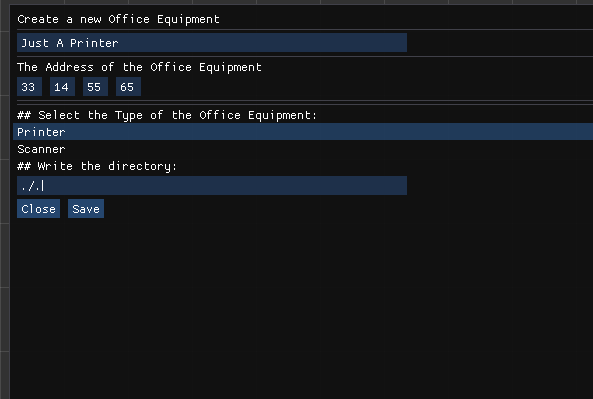 Create a new Office Equipment
Just A Printer
The Address of the Office Equipment
33 14 55 65
## Select the Type of the Office Equipment:
Printer
Scanner
## Write the directory:
./.
Close Save